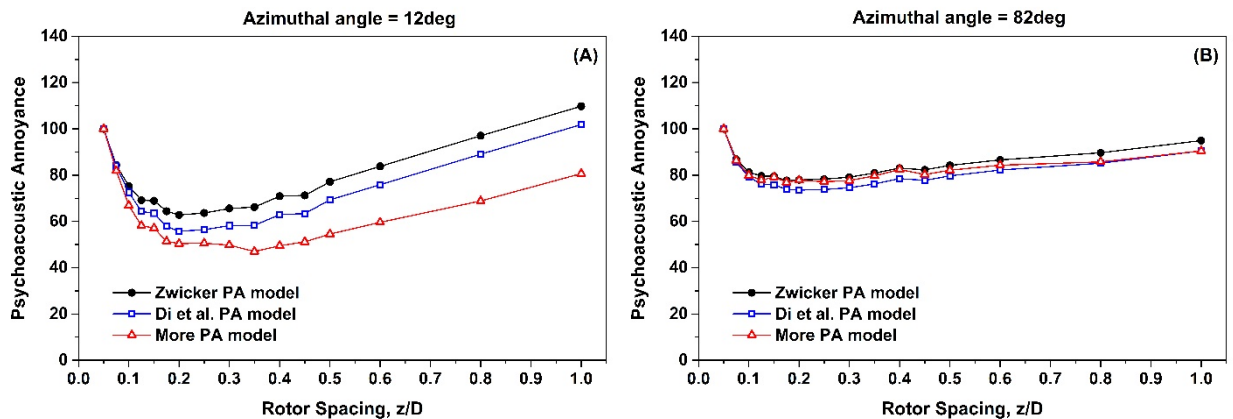 Azimuthal angle = 12deg
(A)
Psychoacoustic Annoyance
140
120
100
80
60
40
20
0
Zwicker PA model
Di et al. PA model
More PA model
0.0 0.1 0.2 0.3 0.4 0.5 0.6 0.7 0.8 0.9 1.0
Rotor Spacing, z/D
Azimuthal angle = 82deg
(B)
Psychoacoustic Annoyance
140
120
100
80
60
40
20
0
Zwicker PA model
Di et al. PA model
More PA model
0.0 0.1 0.2 0.3 0.4 0.5 0.6 0.7 0.8 0.9 1.0
Rotor Spacing, z/D